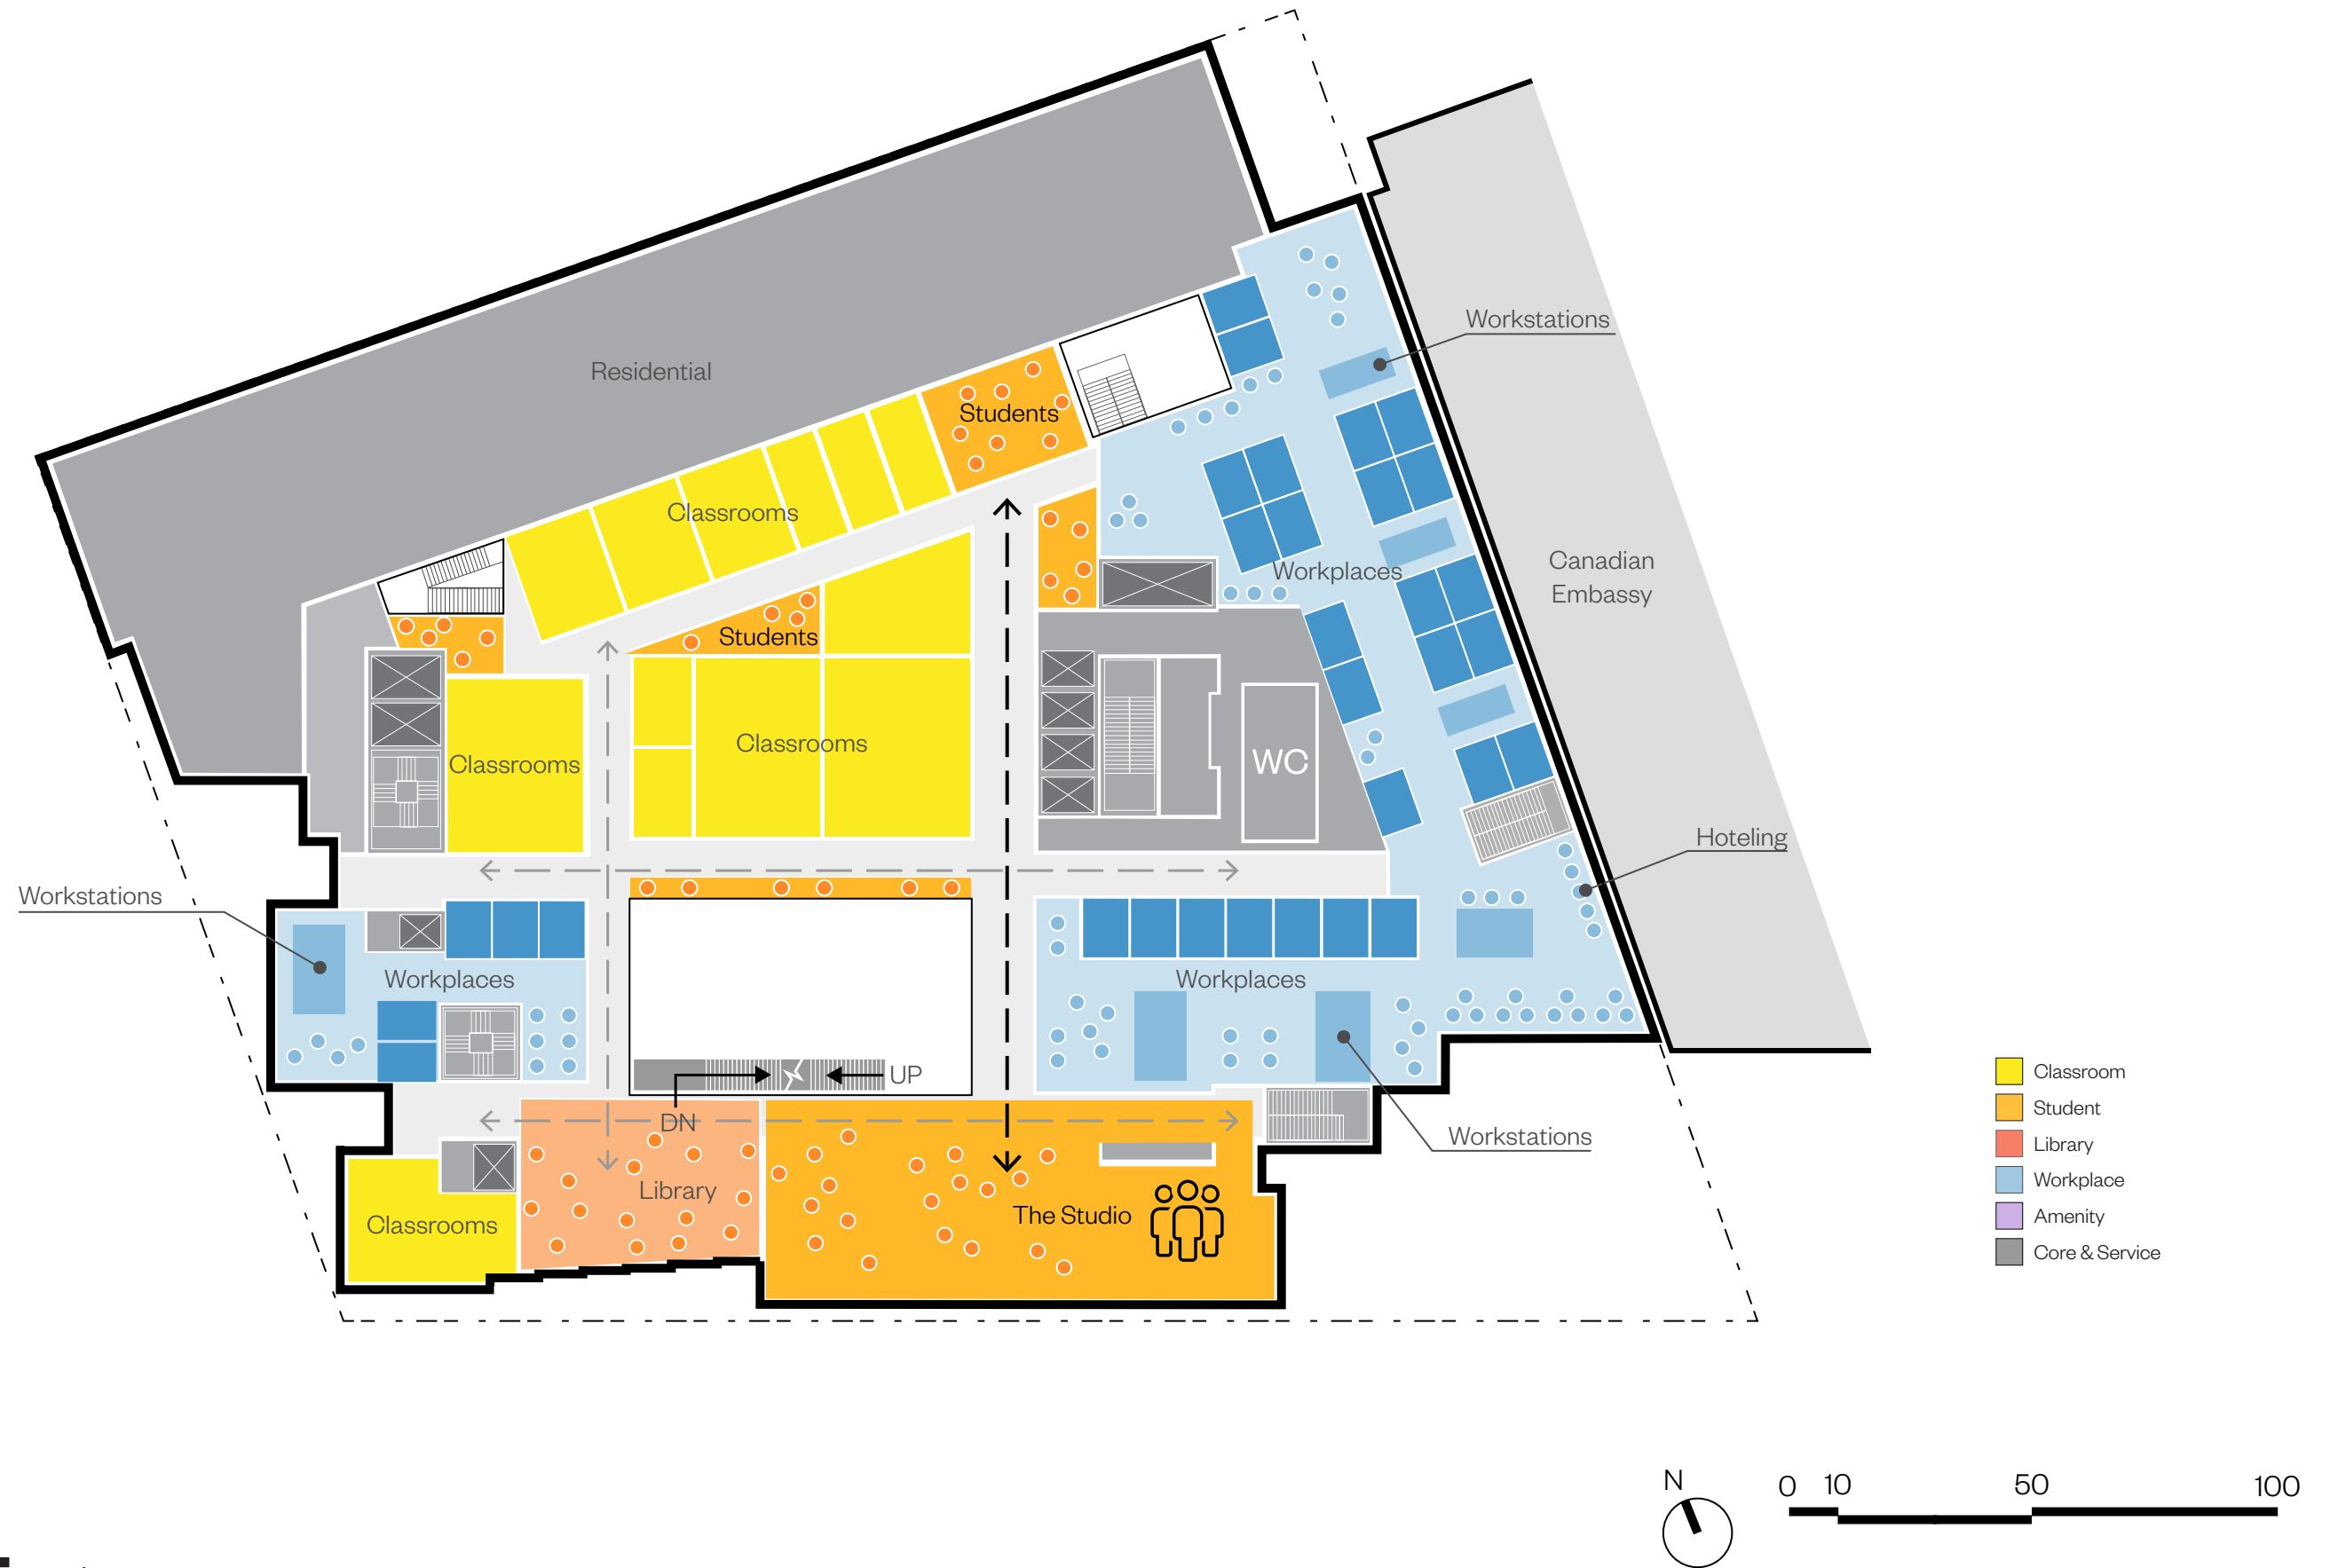 Workstations
Residential
Students
Classrooms
Canadian
Embassy
Workplaces
Students
Classrooms
WC
Classrooms
Hoteling
Workstations
Workplaces
Workplaces
UP
DN
Workstations
Library
The Studio
Classrooms
Classroom
Student
Library
Workplace
Amenity
Core & Service
N
0 10 50 100